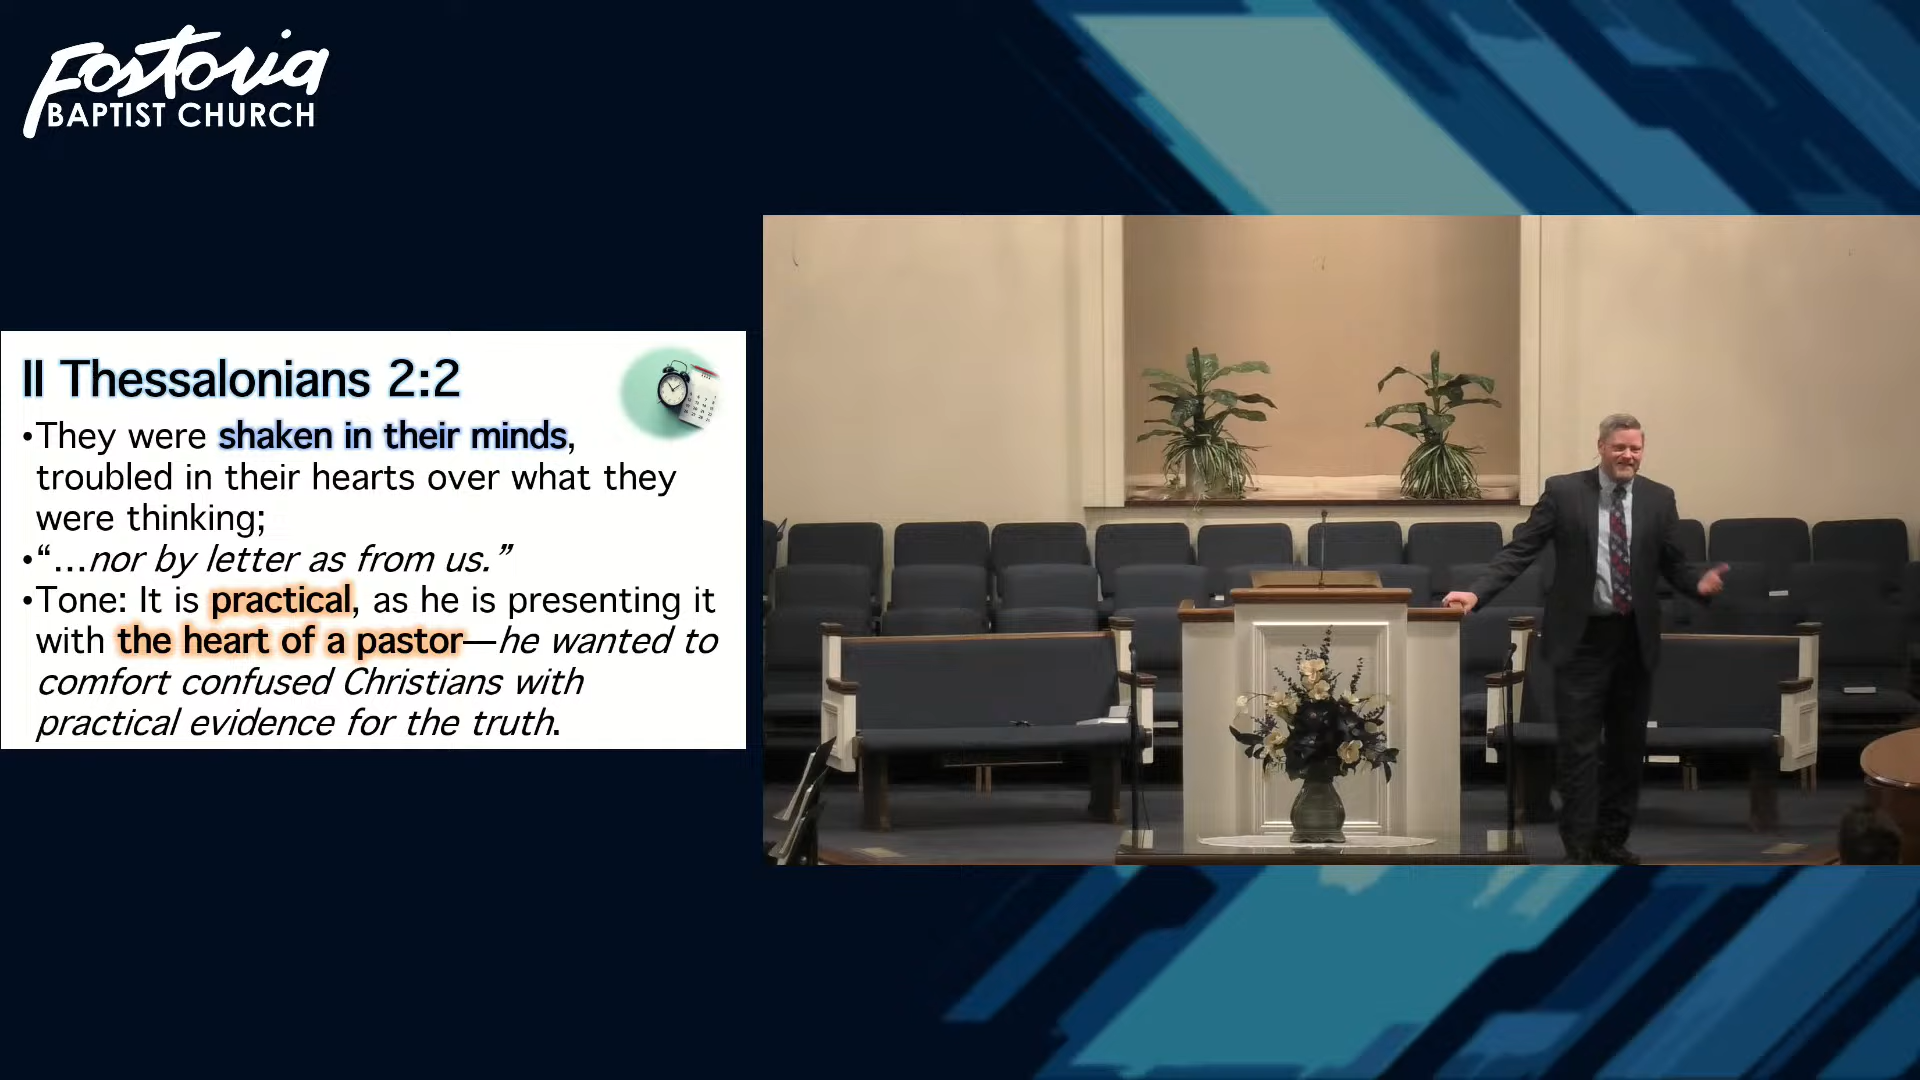 Fostoria
BAPTIST CHURCH
II Thessalonians 2:2
•They were shaken in their minds,
troubled in their hearts over what they
were thinking;
•“…nor by letter as from us.”
•Tone: It is practical, as he is presenting it
with the heart of a pastor—he wanted to
comfort confused Christians with
practical evidence for the truth.